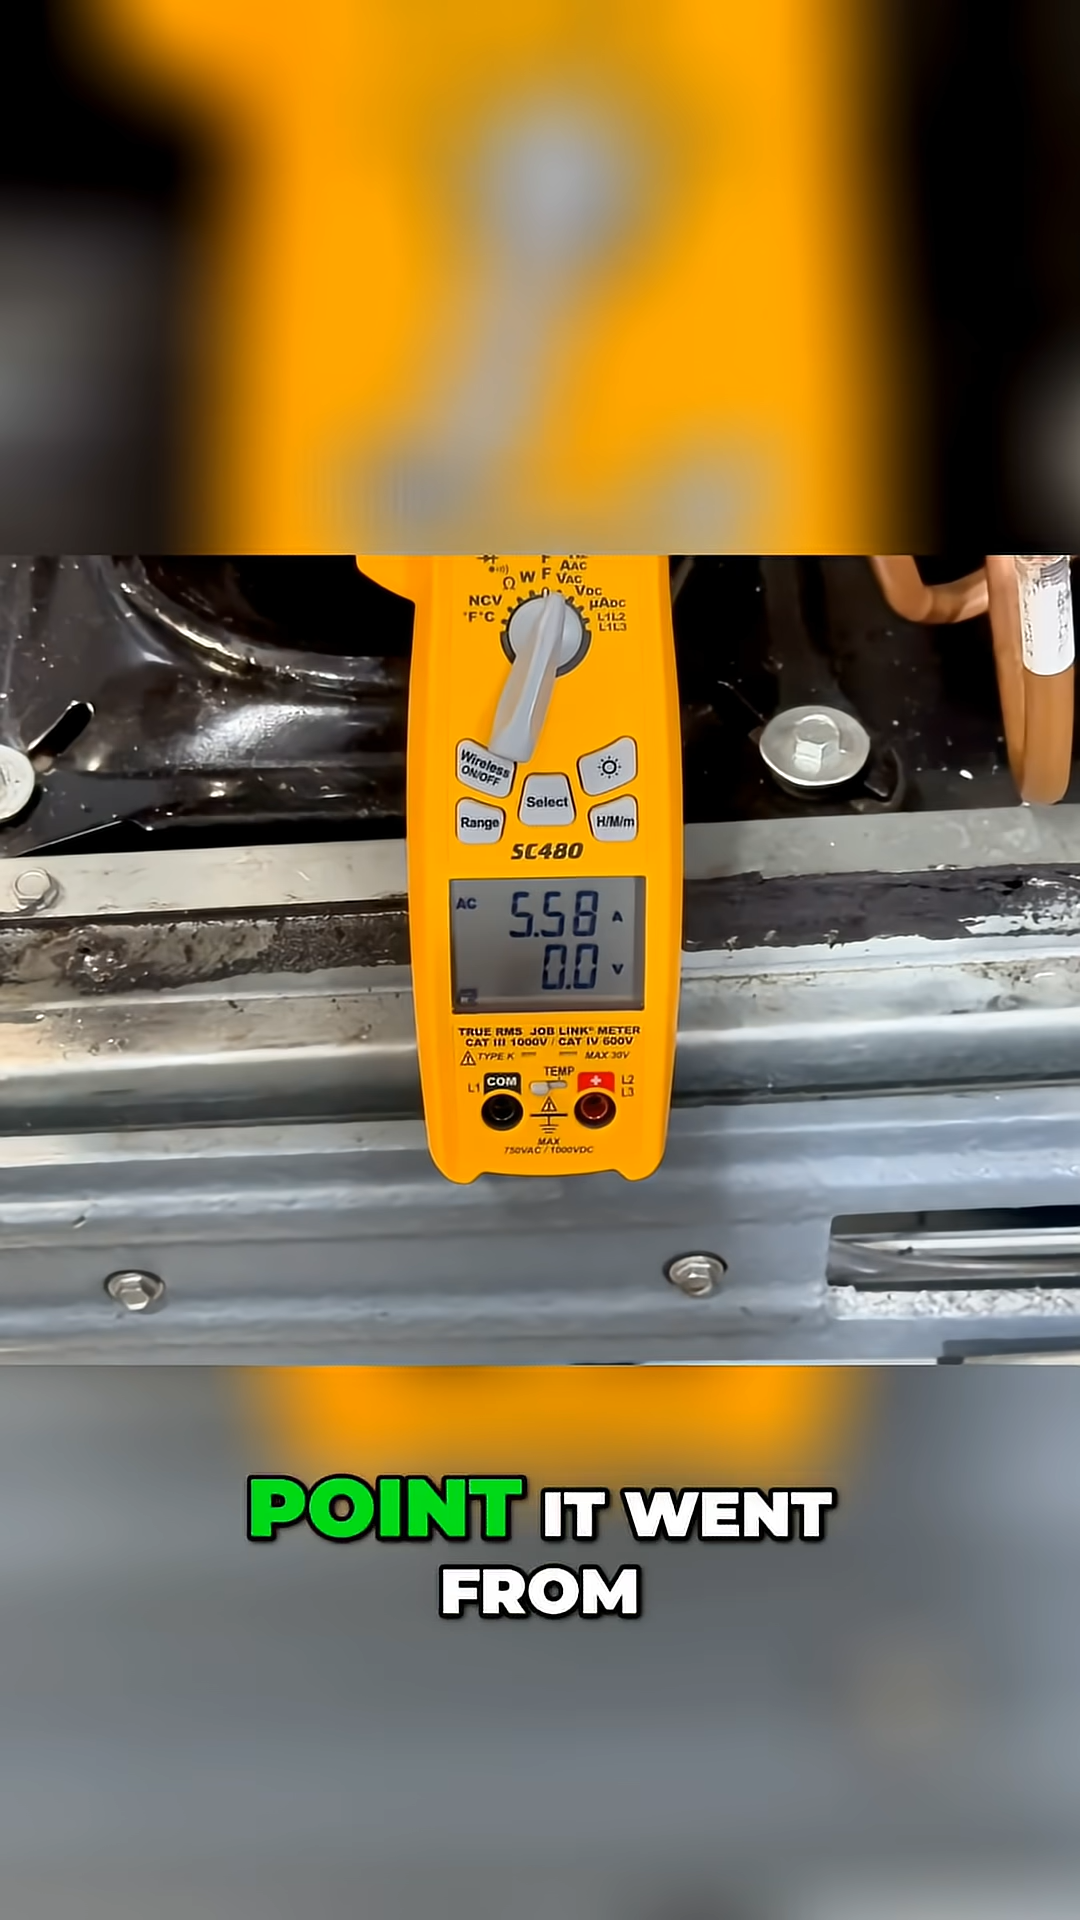 F
AAC
Ω W F VAC
VDC
NCV
µADC
°F°C
L1L2
L1L3
Wireless
ON/OFF
Select
Range
H/M/m
SC480
AC 5.58 A
0.0 V
TRUE RMS JOB LINK® METER
CAT III 1000V / CAT IV 600V
TYPE K
MAX 30V
TEMP
L1 COM + L2
L3
MAX
750VAC / 1000VDC
POINT IT WENT
FROM